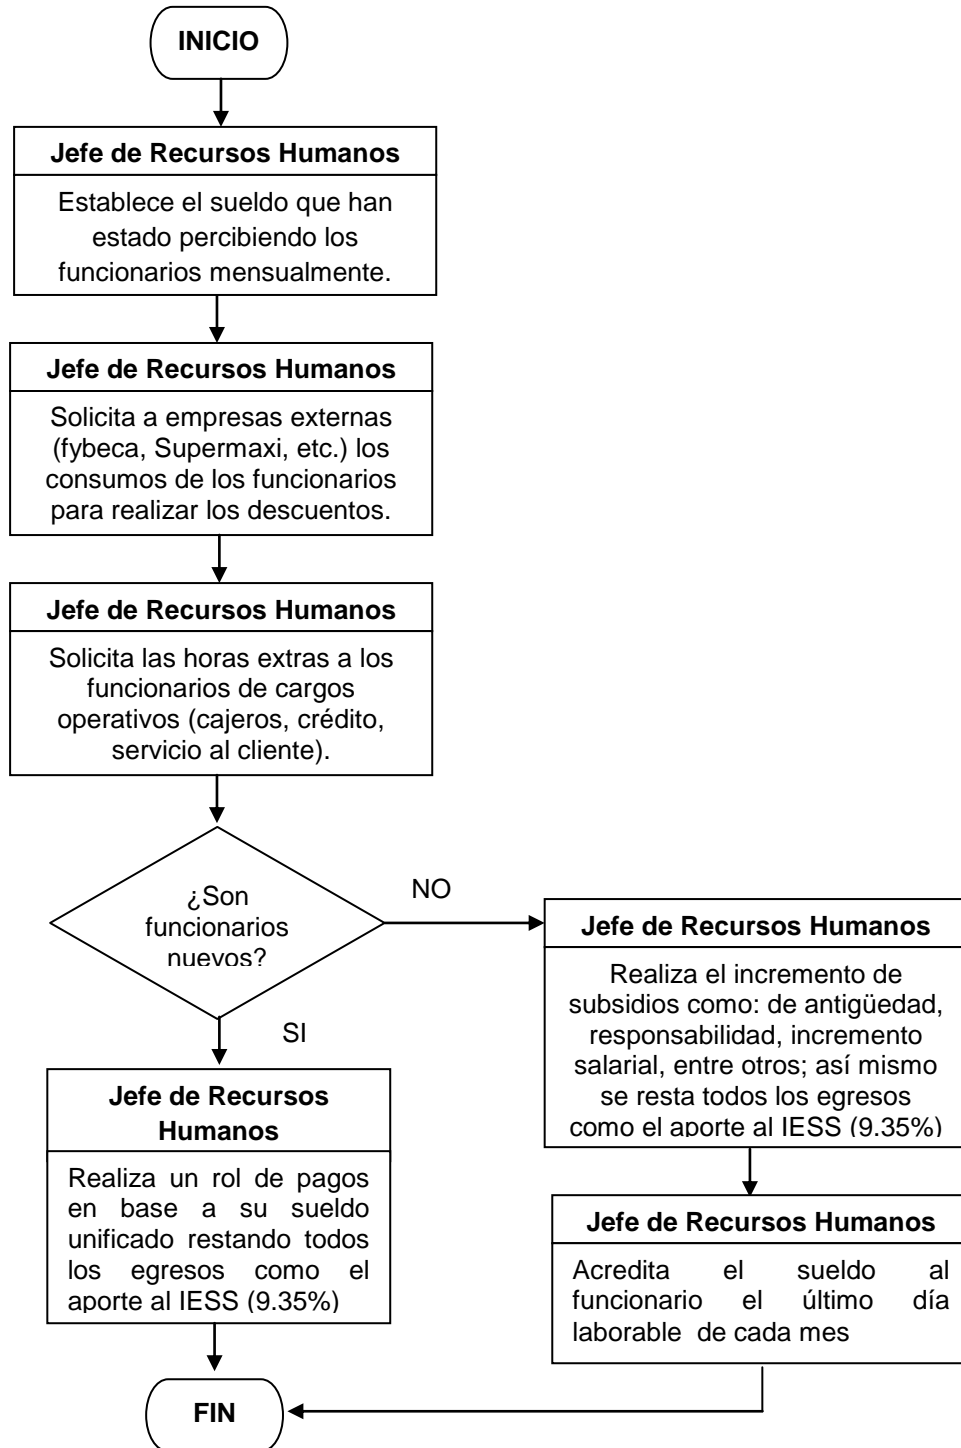 INICIO
Jefe de Recursos Humanos
Establece el sueldo que han
estado percibiendo los
funcionarios mensualmente.
Jefe de Recursos Humanos
Solicita a empresas externas
(fybeca, Supermaxi, etc.) los
consumos de los funcionarios
para realizar los descuentos.
Jefe de Recursos Humanos
Solicita las horas extras a los
funcionarios de cargos
operativos (cajeros, crédito,
servicio al cliente).
¿Son
funcionarios
nuevos?
NO
SI
Jefe de Recursos Humanos
Realiza el incremento de
subsidios como: de antigüedad,
responsabilidad, incremento
salarial, entre otros; así mismo
se resta todos los egresos
como el aporte al IESS (9.35%)
Jefe de Recursos
Humanos
Realiza un rol de pagos
en base a su sueldo
unificado restando todos
los egresos como el
aporte al IESS (9.35%)
Jefe de Recursos Humanos
Acredita el sueldo al
funcionario el último día
laborable de cada mes
FIN